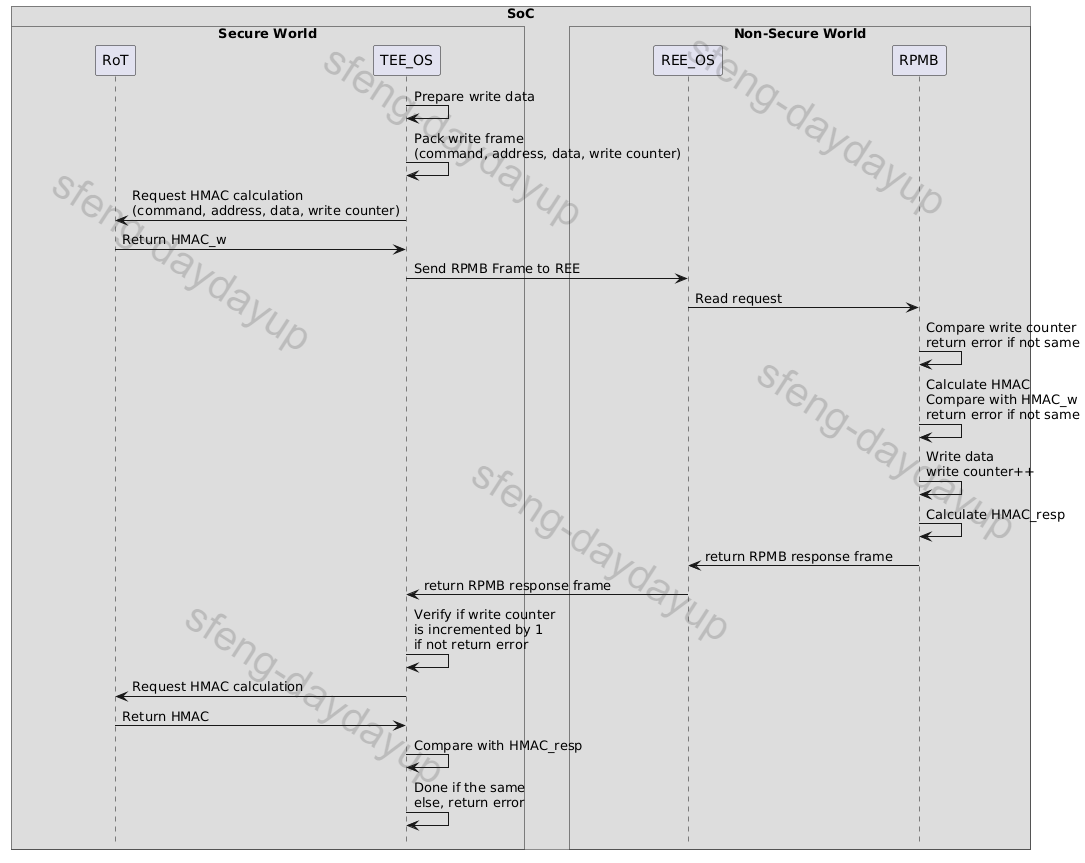 SoC
Secure World
Non-Secure World
RoT
TEE_OS
REE_OS
RPMB
Prepare write data
Pack write frame
(command, address, data, write counter)
Request HMAC calculation
(command, address, data, write counter)
Return HMAC_w
Send RPMB Frame to REE
Read request
Compare write counter
return error if not same
Calculate HMAC
Compare with HMAC_w
return error if not same
Write data
write counter++
Calculate HMAC_resp
return RPMB response frame
return RPMB response frame
Verify if write counter
is incremented by 1
if not return error
Request HMAC calculation
Return HMAC
Compare with HMAC_resp
Done if the same
else, return error
sfeng-daydayup
sfeng-daydayup
sfeng-daydayup
sfeng-daydayup
sfeng-daydayup
sfeng-daydayup